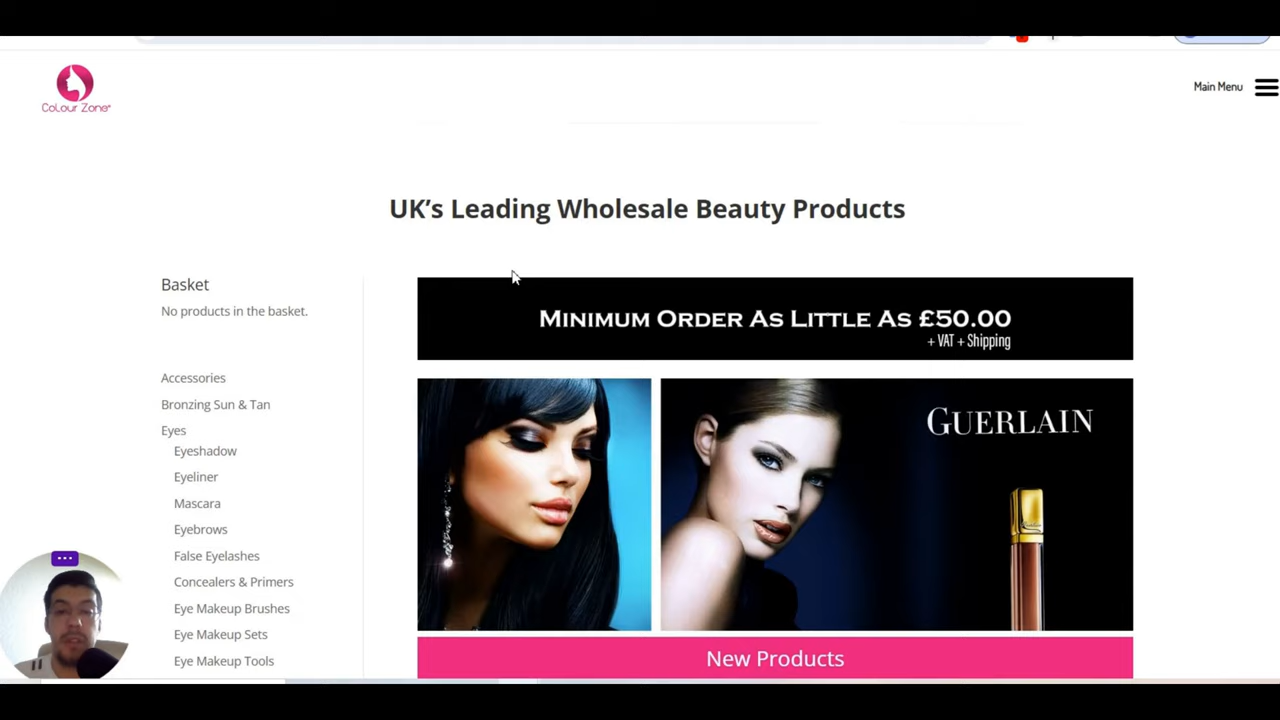 CoLour Zone
Main Menu
UK's Leading Wholesale Beauty Products
Basket
No products in the basket.
Accessories
Bronzing Sun & Tan
Eyes
Eyeshadow
Eyeliner
Mascara
Eyebrows
False Eyelashes
Concealers & Primers
Eye Makeup Brushes
Eye Makeup Sets
Eye Makeup Tools
MINIMUM ORDER AS LITTLE AS £50.00
+ VAT + Shipping
GUERLAIN
New Products